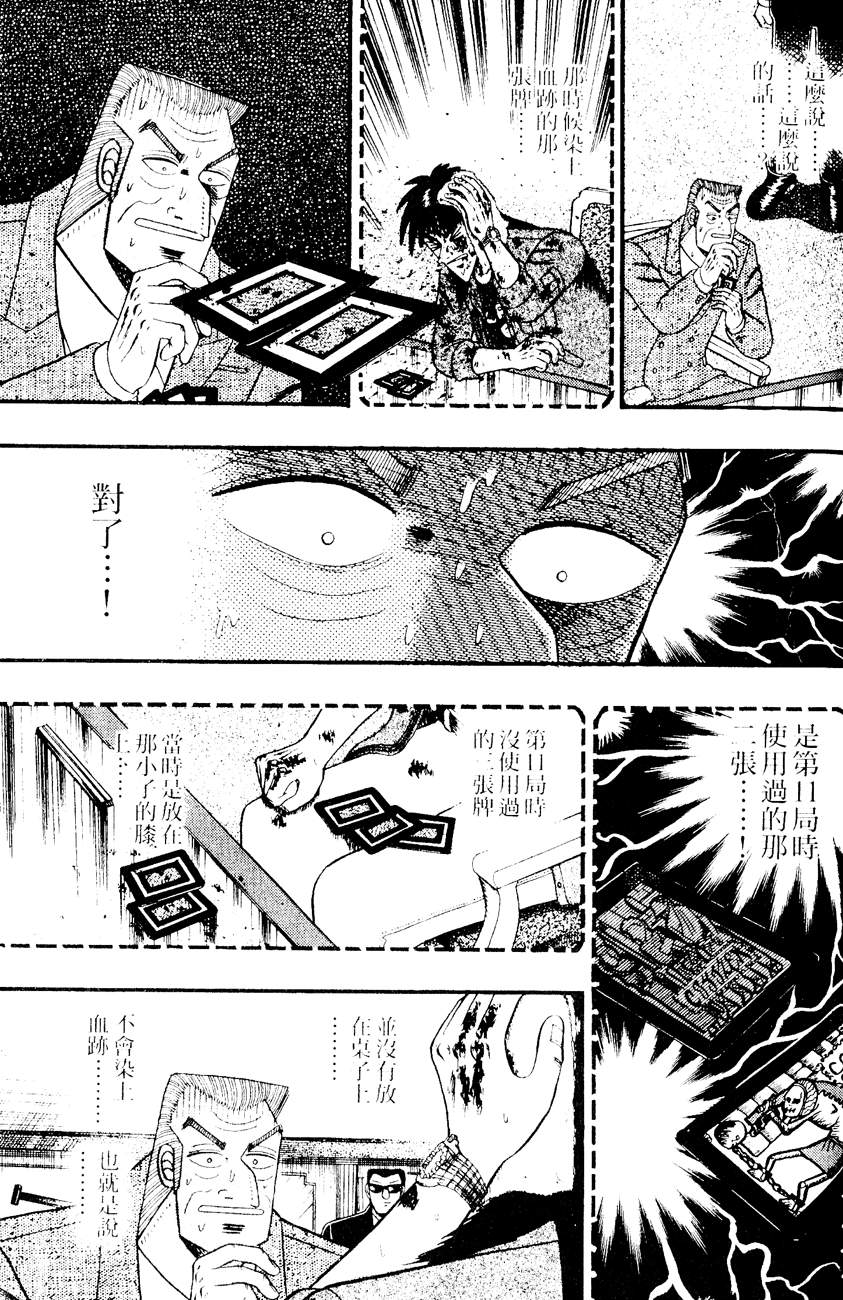 這麼說……
……這麼說
的話……
那時候染上
血跡的那
張牌……
對了……！
是第11局時
使用過的那
二張……！
第11局時
沒使用過
的二張牌
當時是放在
那小子的膝
上……
並沒有放
在桌子上
……
不會染上
血跡……
也就是說
……